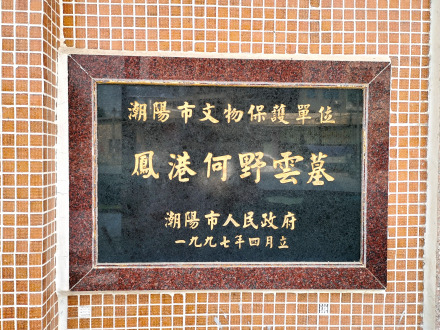 潮陽市文物保護單位
鳳港何野雲墓
潮陽市人民政府
一九九七年四月立